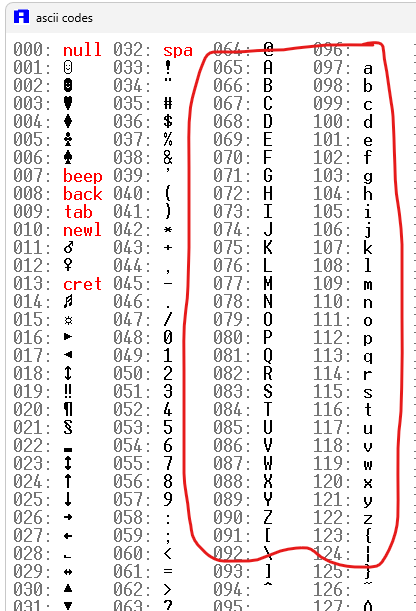 ascii codes
000: null 032: spa 064: @ 096: `
001: ☺ 033: ! 065: A 097: a
002: ☻ 034: " 066: B 098: b
003: ♥ 035: # 067: C 099: c
004: ♦ 036: $ 068: D 100: d
005: ♣ 037: % 069: E 101: e
006: ♠ 038: & 070: F 102: f
007: beep 039: ' 071: G 103: g
008: back 040: ( 072: H 104: h
009: tab 041: ) 073: I 105: i
010: newl 042: * 074: J 106: j
011: ♂ 043: + 075: K 107: k
012: ♀ 044: , 076: L 108: l
013: cret 045: - 077: M 109: m
014: ♫ 046: . 078: N 110: n
015: ☼ 047: / 079: O 111: o
016: ► 048: 0 080: P 112: p
017: ◄ 049: 1 081: Q 113: q
018: ↕ 050: 2 082: R 114: r
019: ‼ 051: 3 083: S 115: s
020: ¶ 052: 4 084: T 116: t
021: § 053: 5 085: U 117: u
022: ▬ 054: 6 086: V 118: v
023: ↨ 055: 7 087: W 119: w
024: ↑ 056: 8 088: X 120: x
025: ↓ 057: 9 089: Y 121: y
026: → 058: : 090: Z 122: z
027: ← 059: ; 091: [ 123: {
028: ∟ 060: < 092: \ 124: ¦
029: ↔ 061: = 093: ] 125: }
030: ▲ 062: > 094: ^ 126: ~
031: ▼ 063: ? 095: 127: Δ